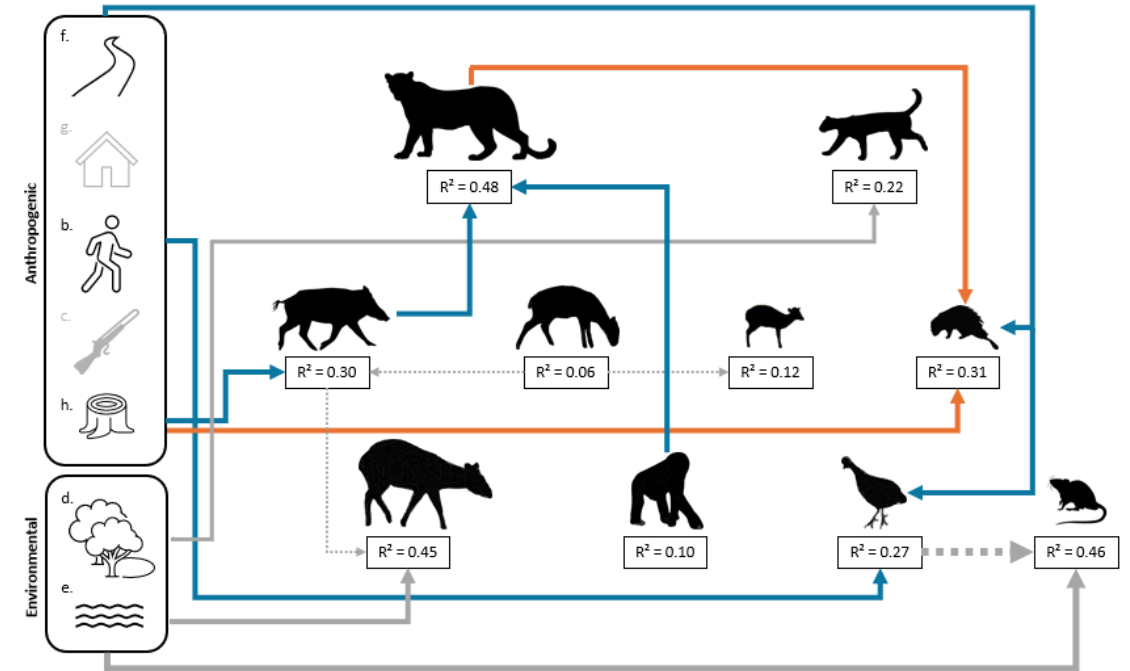 Anthropogenic
f.
g.
b.
c.
h.
Environmental
d.
e.
R² = 0.48
R² = 0.22
R² = 0.30
R² = 0.06
R² = 0.12
R² = 0.31
R² = 0.45
R² = 0.10
R² = 0.27
R² = 0.46